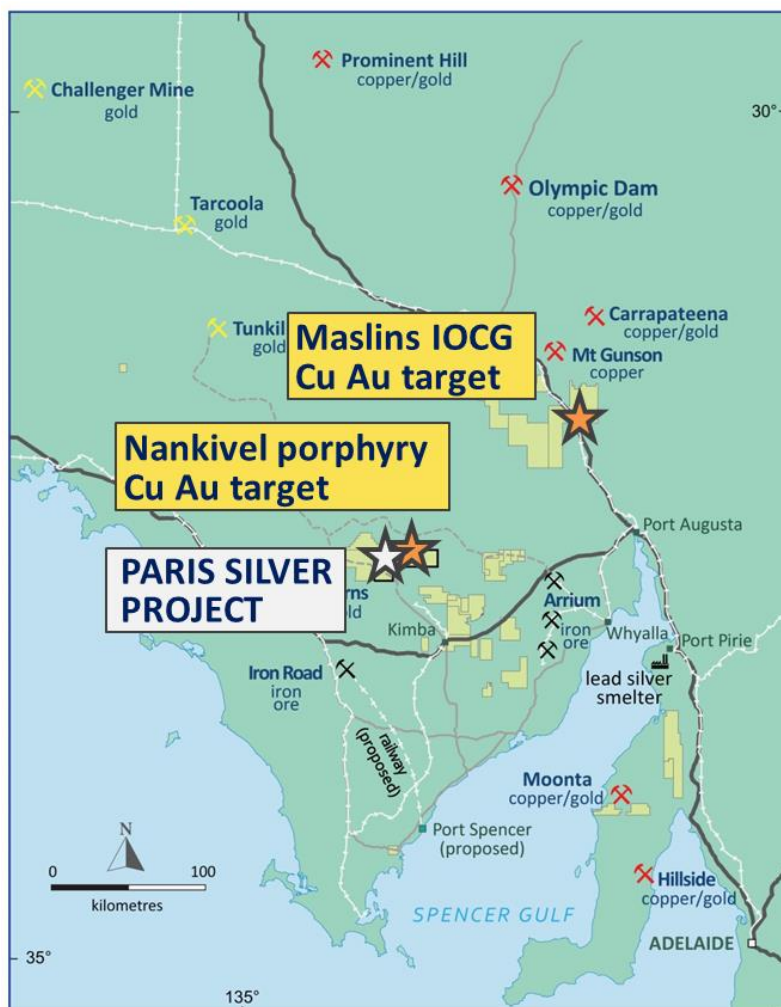 Prominent Hill
copper/gold
Challenger Mine
gold
30°
Olympic Dam
copper/gold
Tarcoola
gold
Carrapateena
copper/gold
Tunkil
gold
Maslins IOCG
Cu Au target
Mt Gunson
copper
Nankivel porphyry
Cu Au target
Port Augusta
PARIS SILVER
PROJECT
Arrium
iron
ore
Kimba
Whyalla
Port Pirie
lead silver
smelter
Iron Road
iron
ore
railway
(proposed)
Moonta
copper/gold
Port Spencer
(proposed)
N
0 100
kilometres
Hillside
copper/gold
SPENCER GULF
ADELAIDE
35°
135°